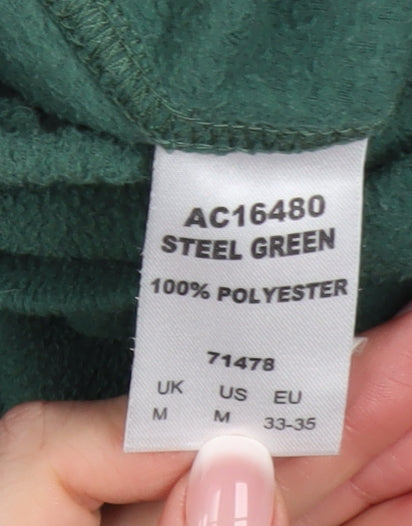 AC16480
STEEL GREEN
100% POLYESTER
71478
UK US EU
M M 33-35